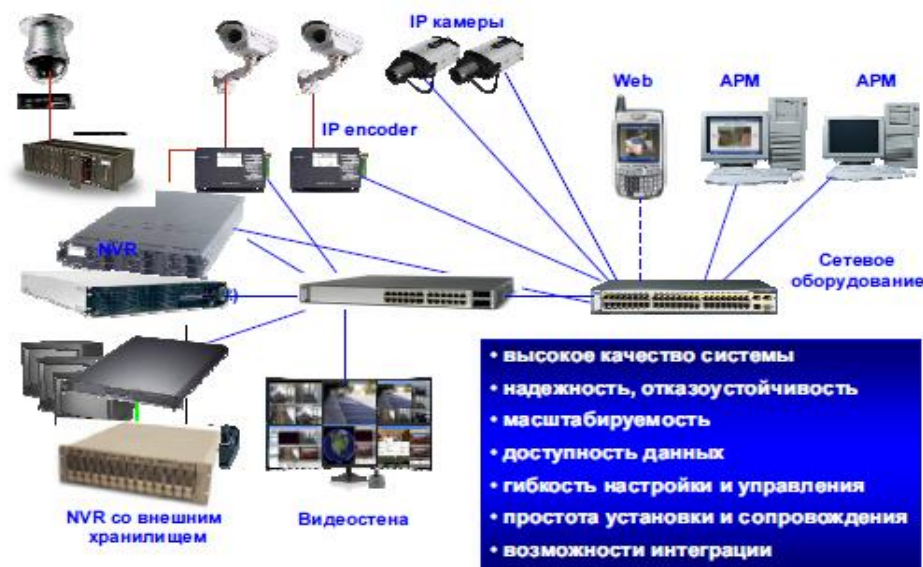 IP камеры
Web
АРМ
АРМ
IP encoder
NVR
Сетевое
оборудование
• высокое качество системы
• надежность, отказоустойчивость
• масштабируемость
• доступность данных
• гибкость настройки и управления
• простота установки и сопровождения
• возможности интеграции
NVR со внешним
хранилищем
Видеостена